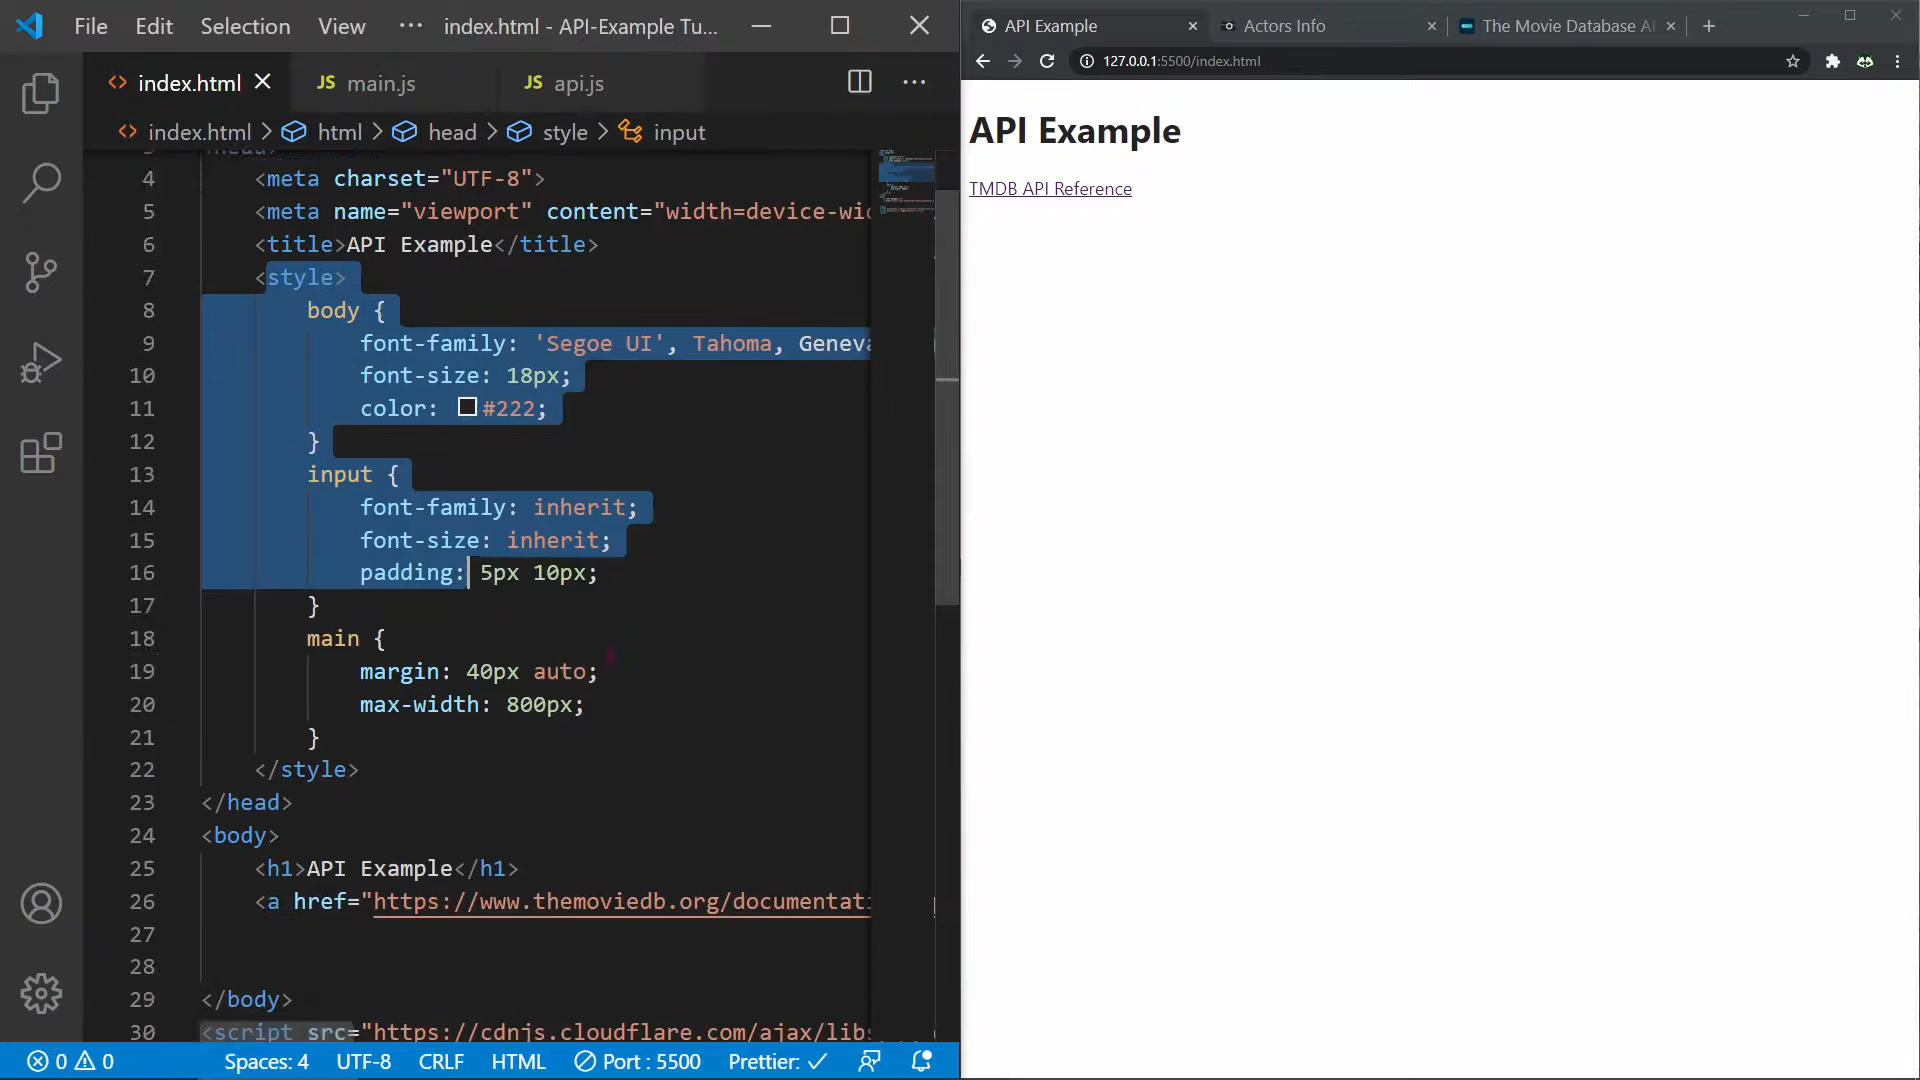 File Edit Selection View ··· index.html - API-Example Tu...
index.html JS main.js JS api.js
index.html > html > head > style > input
4 <meta charset="UTF-8">
5 <meta name="viewport" content="width=device-wi
6 <title>API Example</title>
7 <style>
8 body {
9 font-family: 'Segoe UI', Tahoma, Geneva
10 font-size: 18px;
11 color: #222;
12 }
13 input {
14 font-family: inherit;
15 font-size: inherit;
16 padding: 5px 10px;
17 }
18 main {
19 margin: 40px auto;
20 max-width: 800px;
21 }
22 </style>
23 </head>
24 <body>
25 <h1>API Example</h1>
26 <a href="https://www.themoviedb.org/documentat
27
28
29 </body>
30 <script src="https://cdnjs.cloudflare.com/ajax/lib
0 0 Spaces: 4 UTF-8 CRLF HTML Port : 5500 Prettier: ✓
API Example Actors Info The Movie Database A
127.0.0.1:5500/index.html
API Example
TMDB API Reference